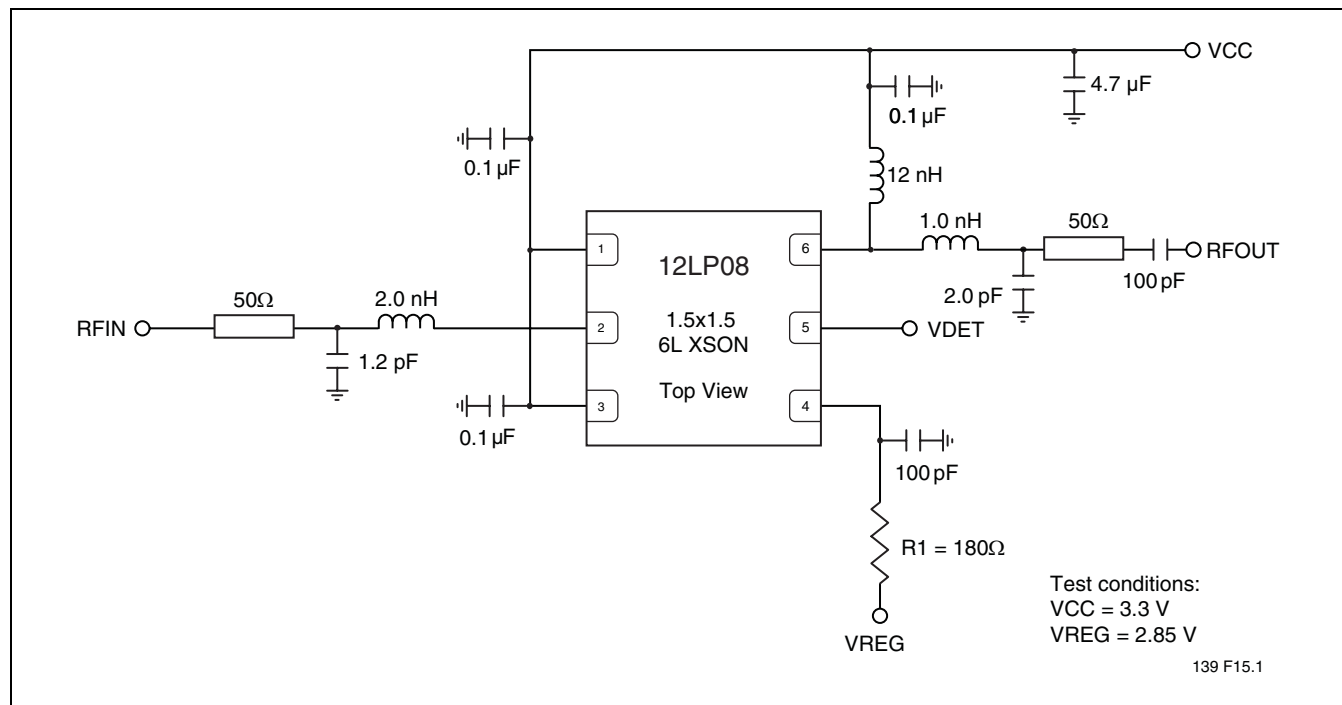 VCC
4.7 µF
0.1 µF
0.1 µF
12 nH
1.0 nH
50Ω
RFOUT
100 pF
2.0 pF
1
6
12LP08
50Ω
2.0 nH
RFIN
1.2 pF
2
1.5x1.5
6L XSON
5
VDET
Top View
3
4
0.1 µF
100 pF
R1 = 180Ω
VREG
Test conditions:
VCC = 3.3 V
VREG = 2.85 V
139 F15.1